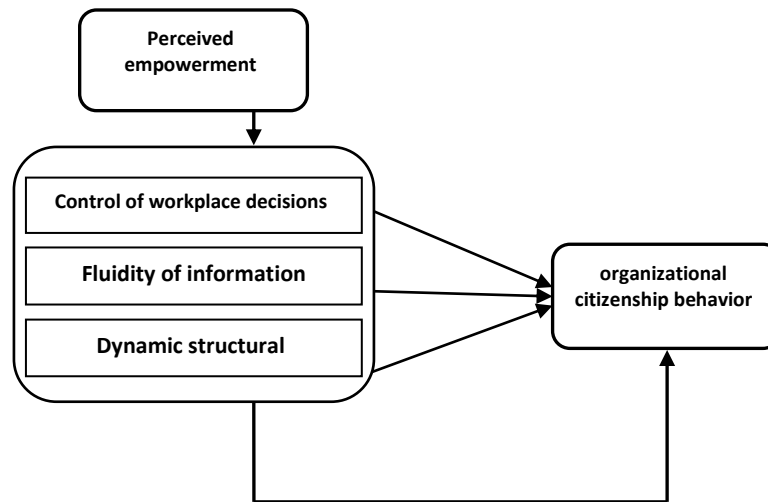 Perceived
empowerment
Control of workplace decisions
Fluidity of information
Dynamic structural
organizational
citizenship behavior